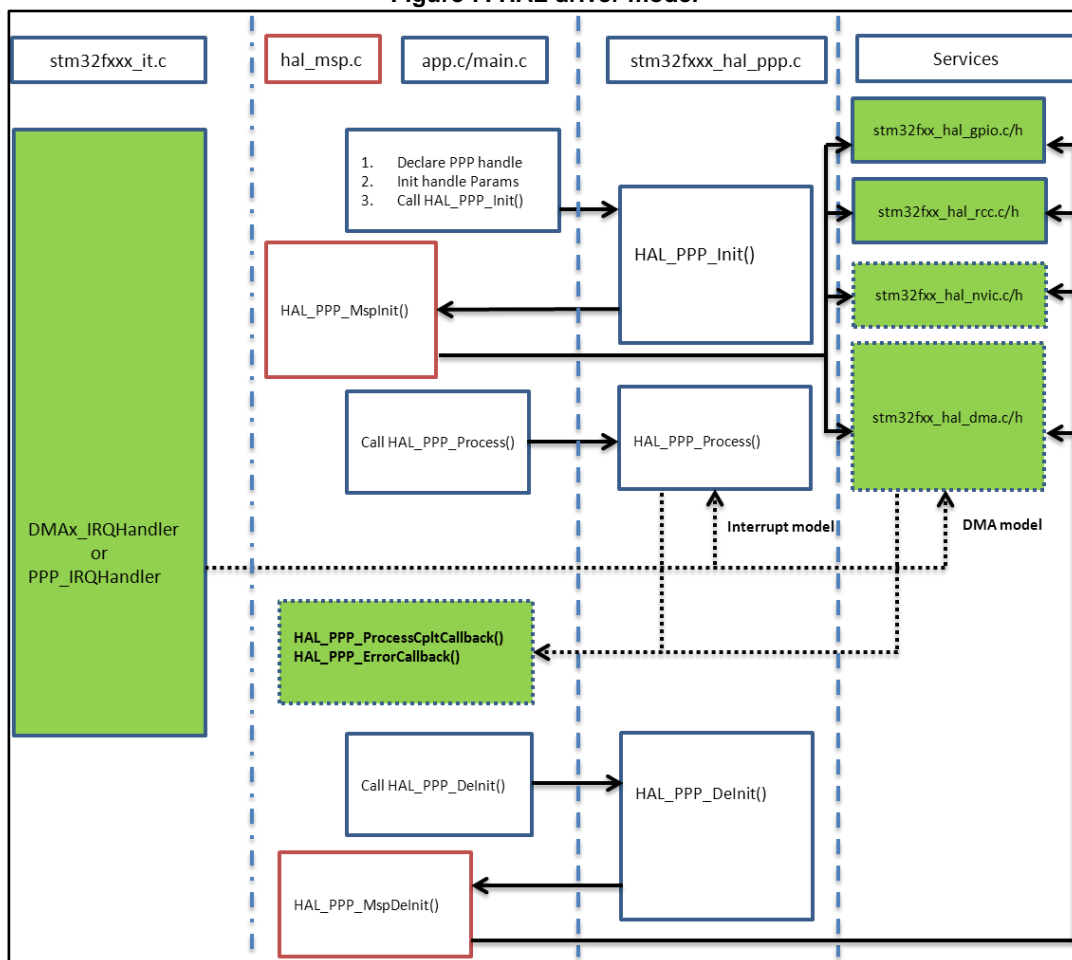 stm32fxxx_it.c
hal_msp.c
app.c/main.c
stm32fxxx_hal_ppp.c
Services
stm32fxx_hal_gpio.c/h
1. Declare PPP handle
2. Init handle Params
3. Call HAL_PPP_Init()
stm32fxx_hal_rcc.c/h
HAL_PPP_Init()
stm32fxx_hal_nvic.c/h
HAL_PPP_MspInit()
stm32fxx_hal_dma.c/h
Call HAL_PPP_Process()
HAL_PPP_Process()
Interrupt model
DMA model
DMAx_IRQHandler
or
PPP_IRQHandler
HAL_PPP_ProcessCpltCallback()
HAL_PPP_ErrorCallback()
Call HAL_PPP_DeInit()
HAL_PPP_DeInit()
HAL_PPP_MspDeInit()